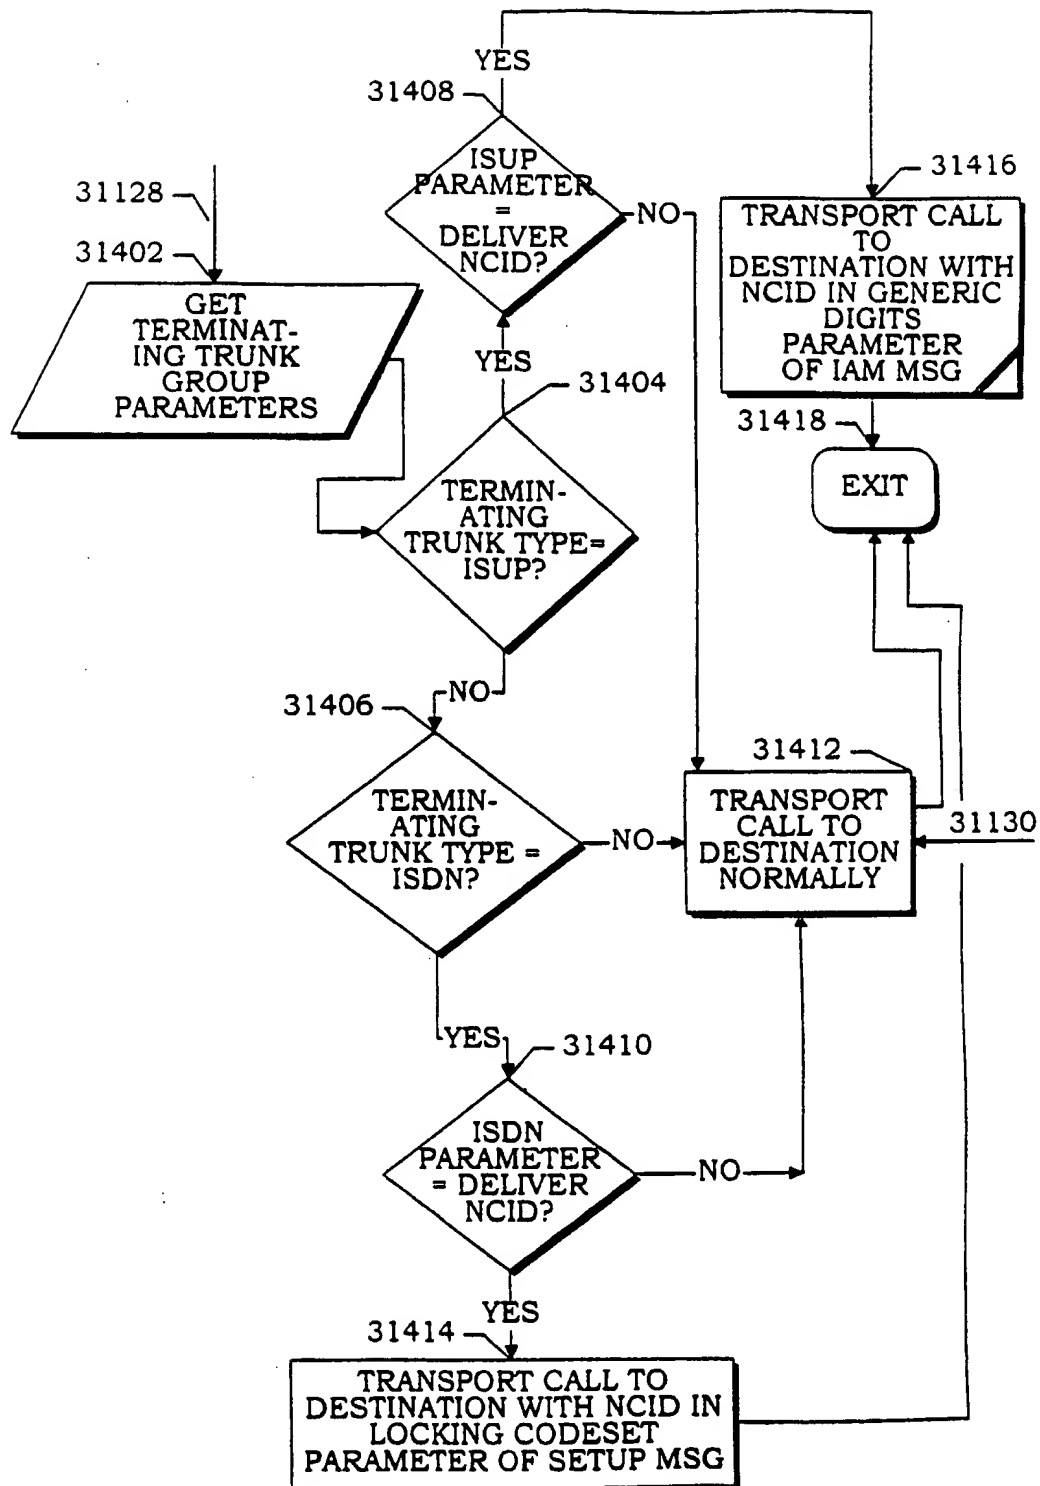 YES
31408
ISUP
PARAMETER
=
DELIVER
NCID?
NO
31416
TRANSPORT CALL
TO
DESTINATION WITH
NCID IN GENERIC
DIGITS
PARAMETER
OF IAM MSG
31128
31402
GET
TERMINAT-
ING TRUNK
GROUP
PARAMETERS
YES
31404
TERMIN-
ATING
TRUNK TYPE=
ISUP?
31418
EXIT
NO
31406
TERMIN-
ATING
TRUNK TYPE =
ISDN?
NO
31412
TRANSPORT
CALL TO
DESTINATION
NORMALLY
31130
YES
31410
ISDN
PARAMETER
= DELIVER
NCID?
NO
YES
31414
TRANSPORT CALL TO
DESTINATION WITH NCID IN
LOCKING CODESET
PARAMETER OF SETUP MSG